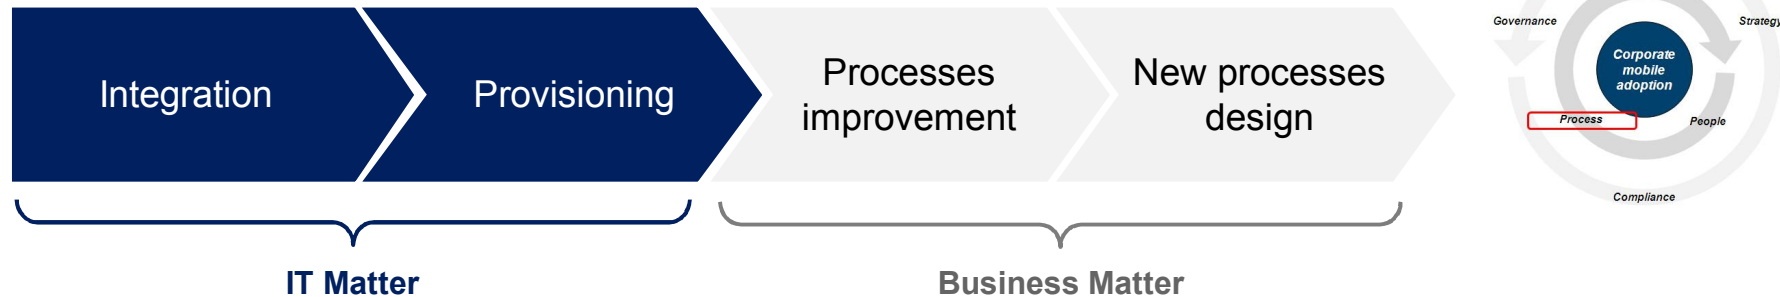 Integration
Provisioning
Processes
improvement
New processes
design
IT Matter
Business Matter
Governance
Strategy
Corporate
mobile
adoption
Process
People
Compliance